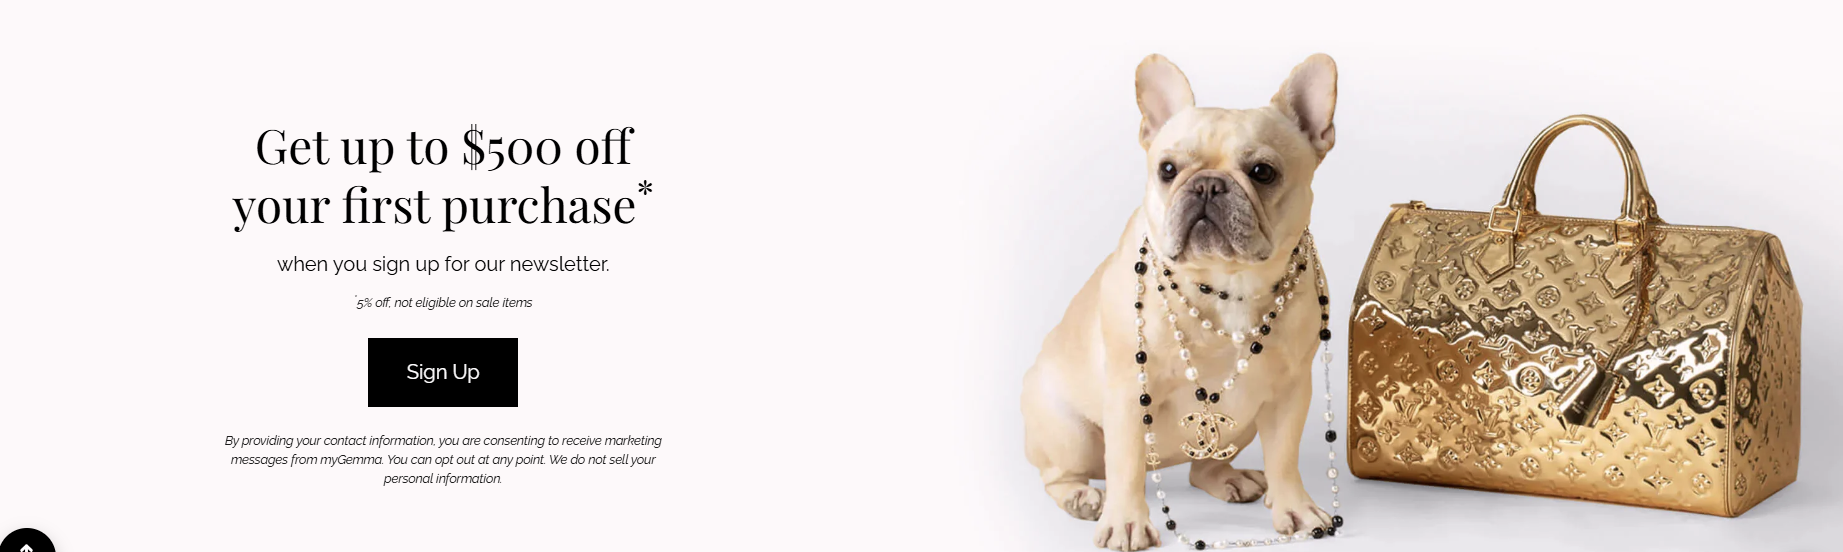 Get up to $500 off
your first purchase*
when you sign up for our newsletter.
*5% off, not eligible on sale items
Sign Up
By providing your contact information, you are consenting to receive marketing
messages from myGemma. You can opt out at any point. We do not sell your
personal information.